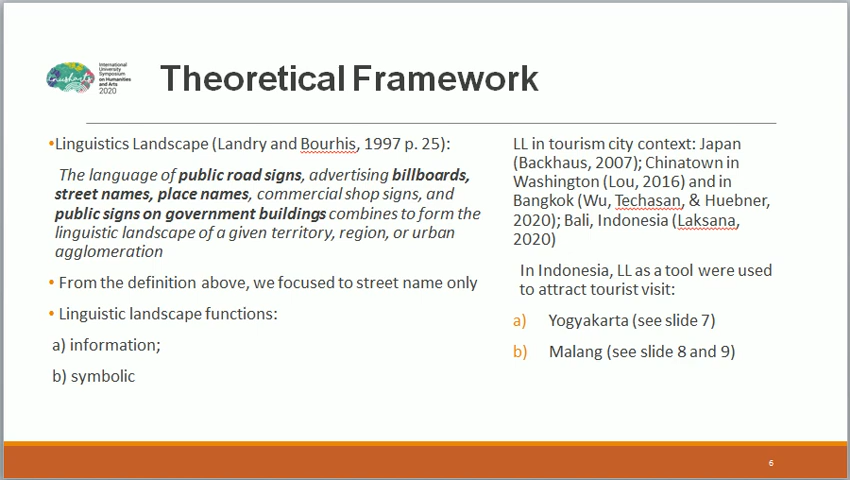 inusharts
International
University
Symposium
on Humanities
and Arts
2020
Theoretical Framework
•Linguistics Landscape (Landry and Bourhis, 1997 p. 25):
The language of public road signs, advertising billboards,
street names, place names, commercial shop signs, and
public signs on government buildings combines to form the
linguistic landscape of a given territory, region, or urban
agglomeration
• From the definition above, we focused to street name only
• Linguistic landscape functions:
a) information;
b) symbolic
LL in tourism city context: Japan
(Backhaus, 2007); Chinatown in
Washington (Lou, 2016) and in
Bangkok (Wu, Techasan, & Huebner,
2020); Bali, Indonesia (Laksana,
2020)
In Indonesia, LL as a tool were used
to attract tourist visit:
a) Yogyakarta (see slide 7)
b) Malang (see slide 8 and 9)
6